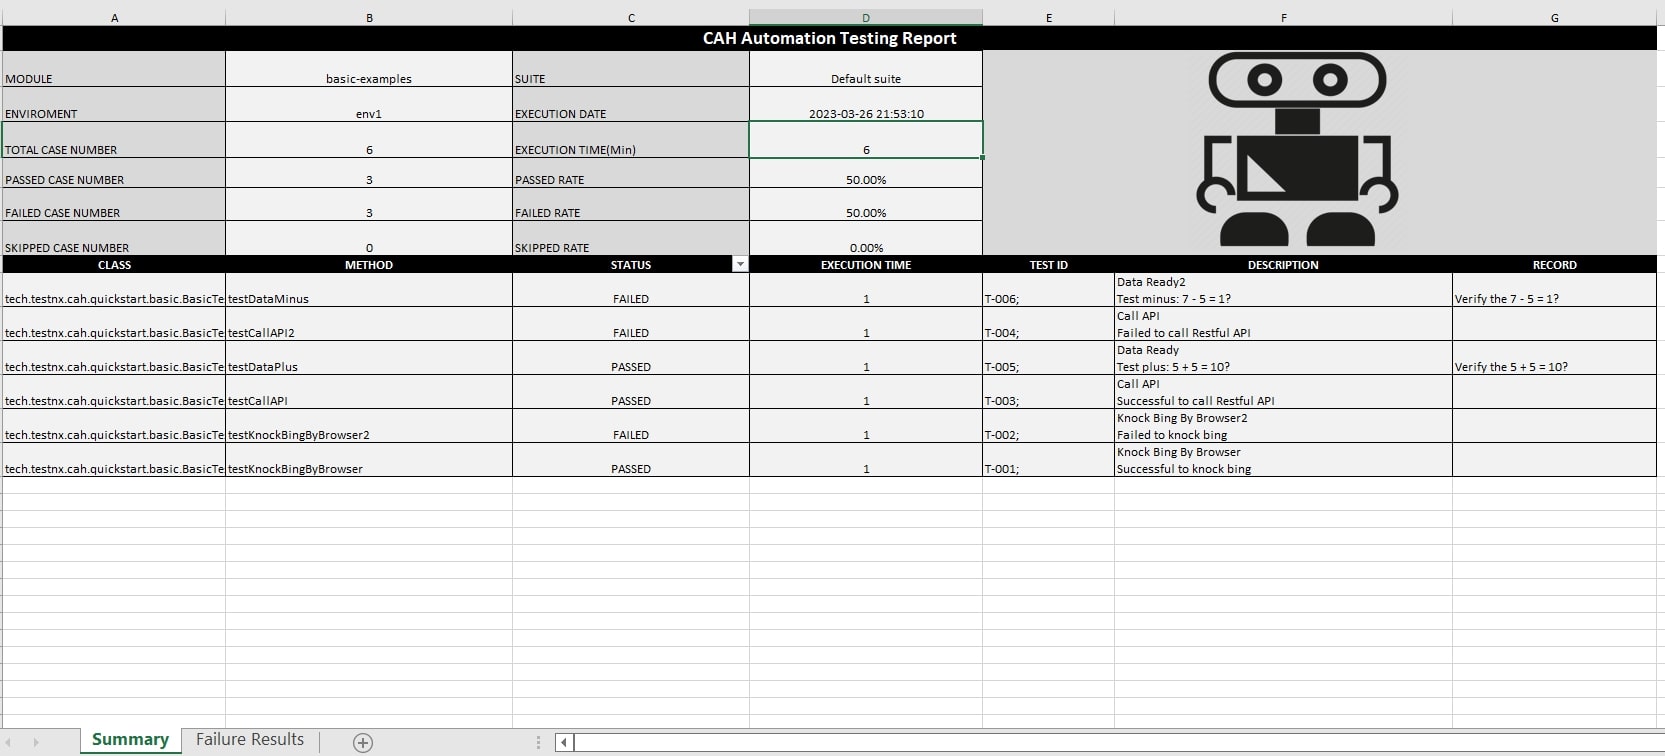 A B C D E F G
CAH Automation Testing Report
MODULE basic-examples SUITE Default suite
ENVIROMENT env1 EXECUTION DATE 2023-03-26 21:53:10
TOTAL CASE NUMBER 6 EXECUTION TIME(Min) 6
PASSED CASE NUMBER 3 PASSED RATE 50.00%
FAILED CASE NUMBER 3 FAILED RATE 50.00%
SKIPPED CASE NUMBER 0 SKIPPED RATE 0.00%
CLASS METHOD STATUS EXECUTION TIME TEST ID DESCRIPTION RECORD
Data Ready2
tech.testnx.cah.quickstart.basic.BasicTe testDataMinus FAILED 1 T-006; Test minus: 7 - 5 = 1? Verify the 7 - 5 = 1?
Call API
tech.testnx.cah.quickstart.basic.BasicTe testCallAPI2 FAILED 1 T-004; Failed to call Restful API
Data Ready
tech.testnx.cah.quickstart.basic.BasicTe testDataPlus PASSED 1 T-005; Test plus: 5 + 5 = 10? Verify the 5 + 5 = 10?
Call API
tech.testnx.cah.quickstart.basic.BasicTe testCallAPI PASSED 1 T-003; Successful to call Restful API
Knock Bing By Browser2
tech.testnx.cah.quickstart.basic.BasicTe testKnockBingByBrowser2 FAILED 1 T-002; Failed to knock bing
Knock Bing By Browser
tech.testnx.cah.quickstart.basic.BasicTe testKnockBingByBrowser PASSED 1 T-001; Successful to knock bing
Summary Failure Results